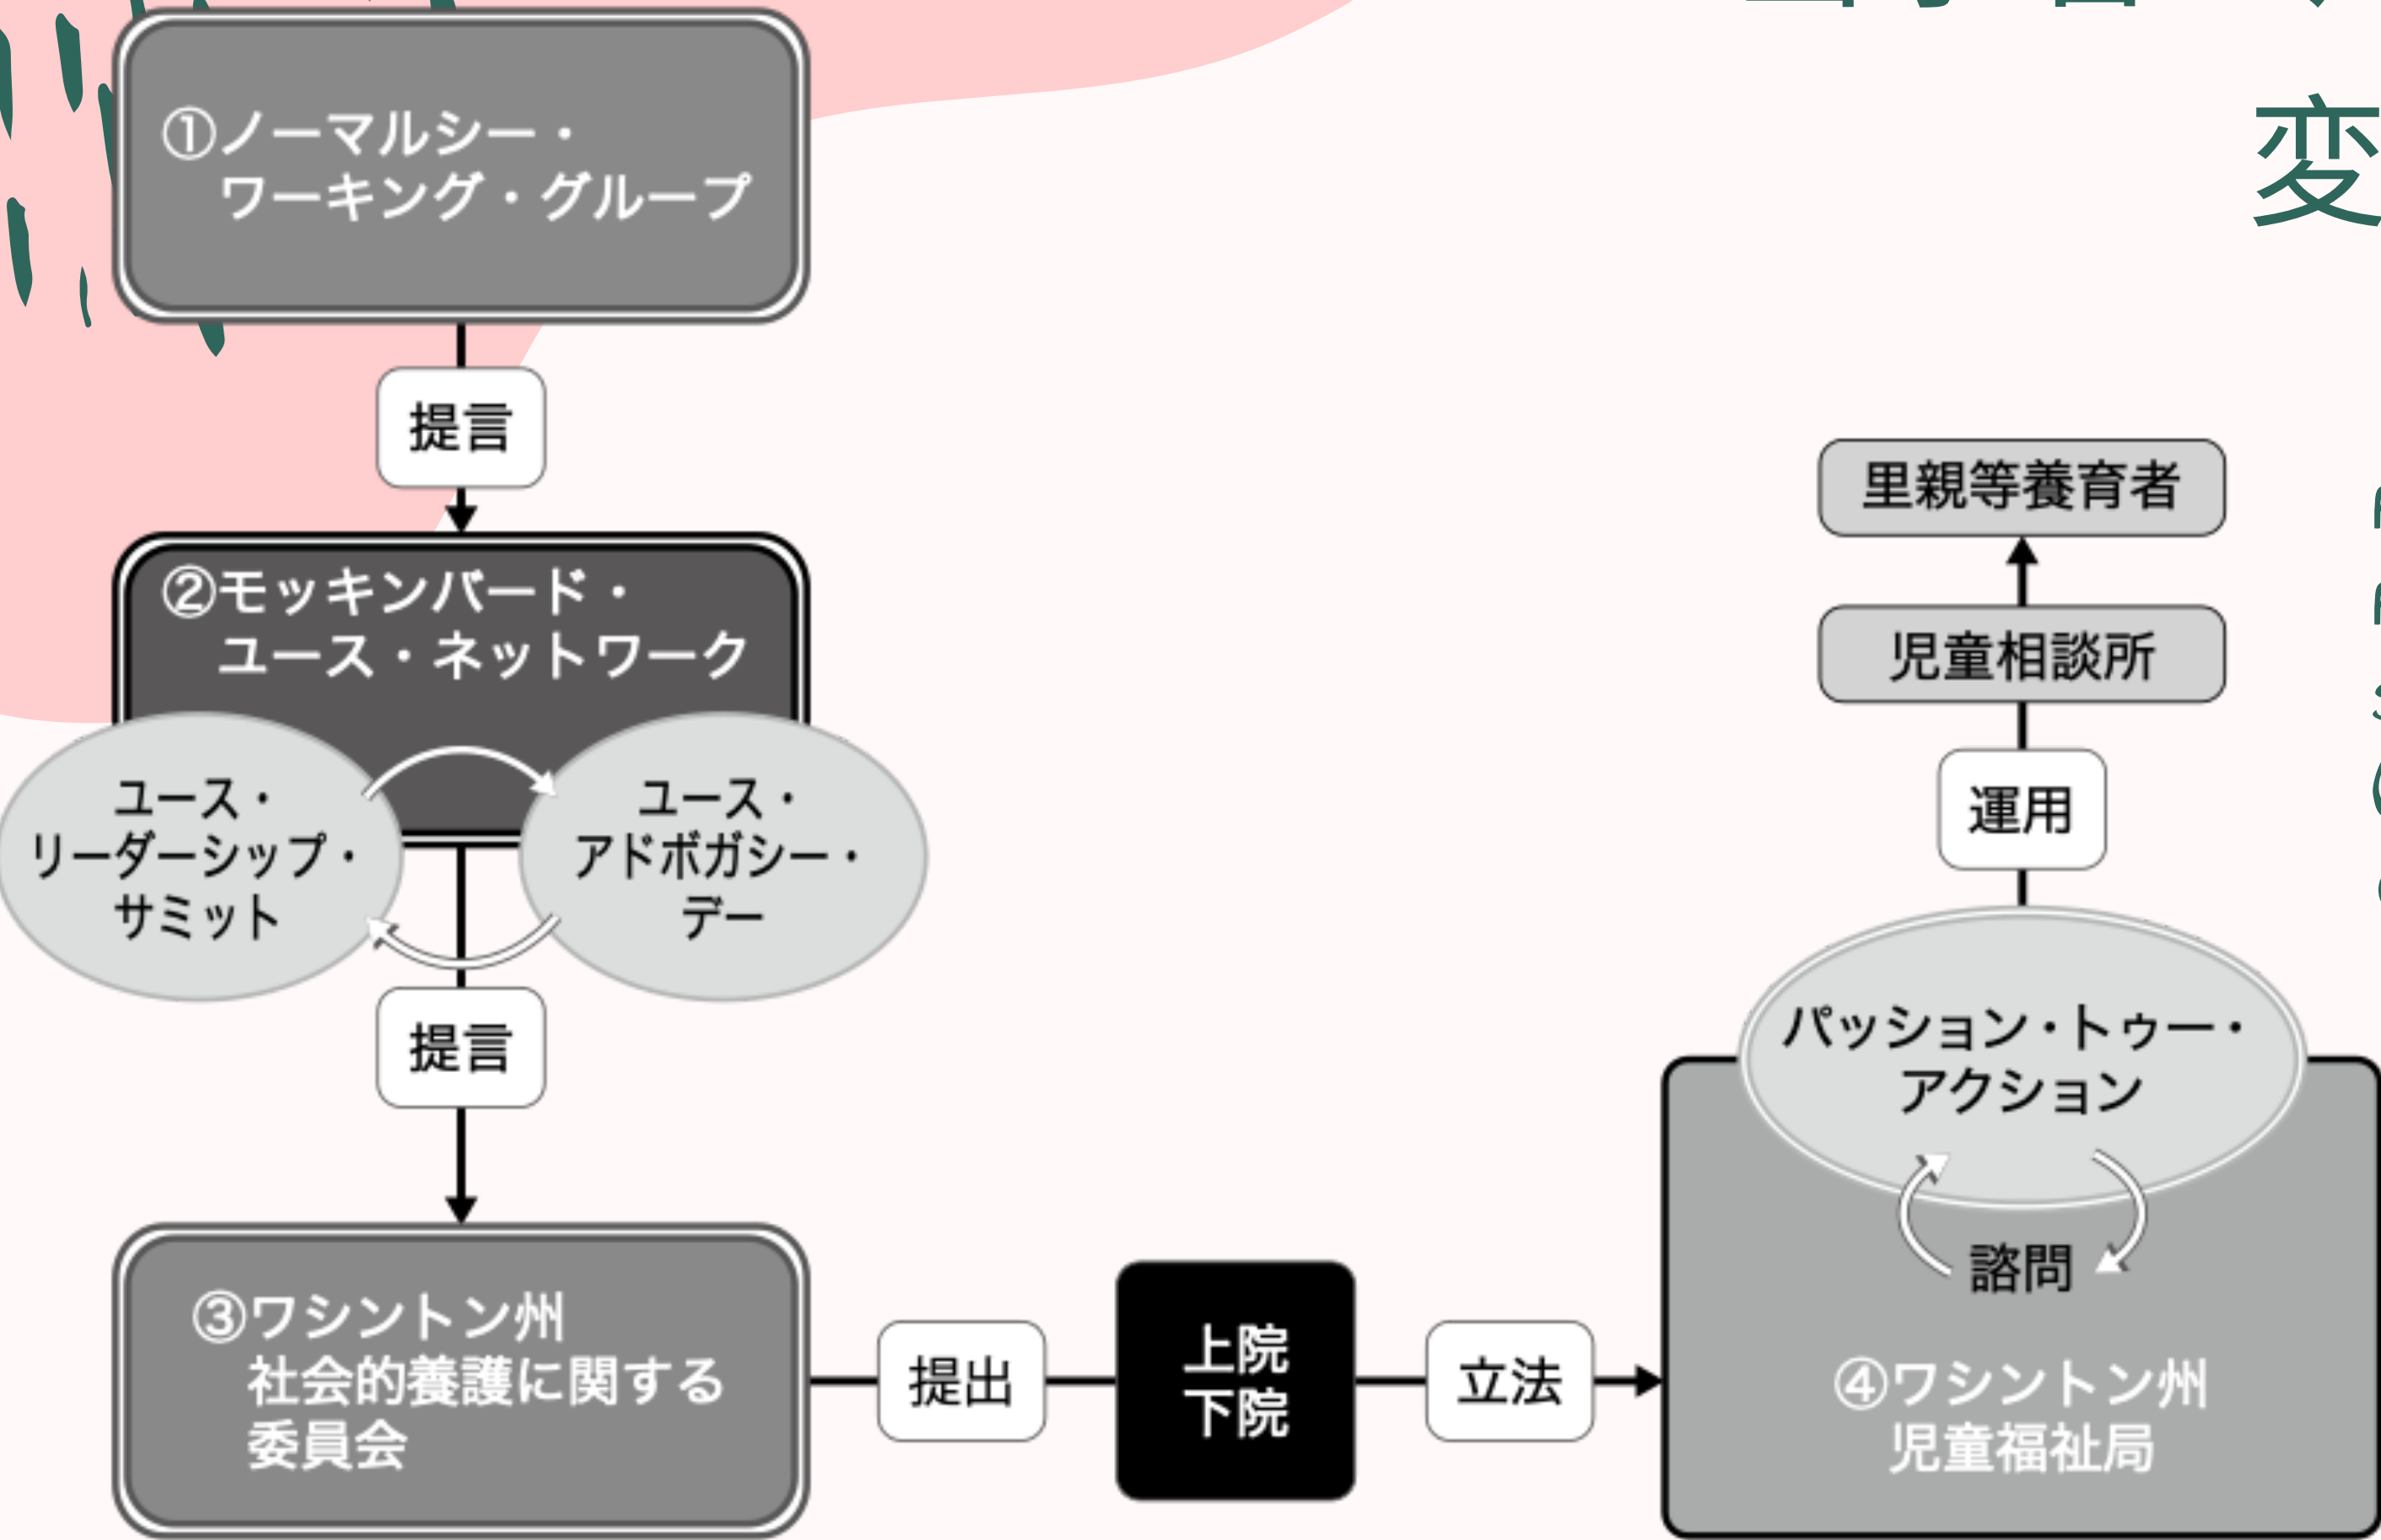 変
①ノーマルシー・
ワーキング・グループ
提言
②モッキンバード・
ユース・ネットワーク
ユース・
リーダーシップ・
サミット
ユース・
アドボガシー・
デー
提言
③ワシントン州
社会的養護に関する
委員会
提出
上院
下院
立法
里親等養育者
児童相談所
運用
パッション・トゥー・
アクション
諮問
④ワシントン州
児童福祉局